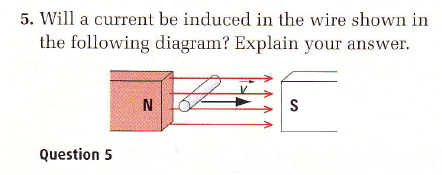 5. Will a current be induced in the wire shown in
the following diagram? Explain your answer.
v
N
S
Question 5